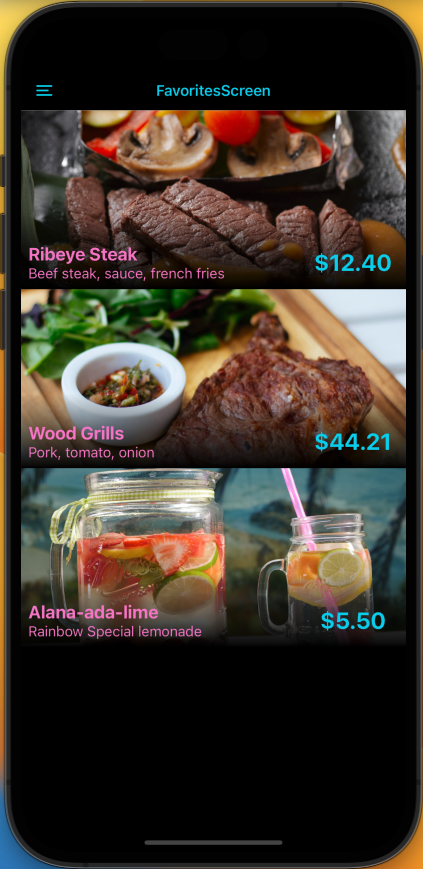 FavoritesScreen
Ribeye Steak
Beef steak, sauce, french fries
$12.40
Wood Grills
Pork, tomato, onion
$44.21
Alana-ada-lime
Rainbow Special lemonade
$5.50